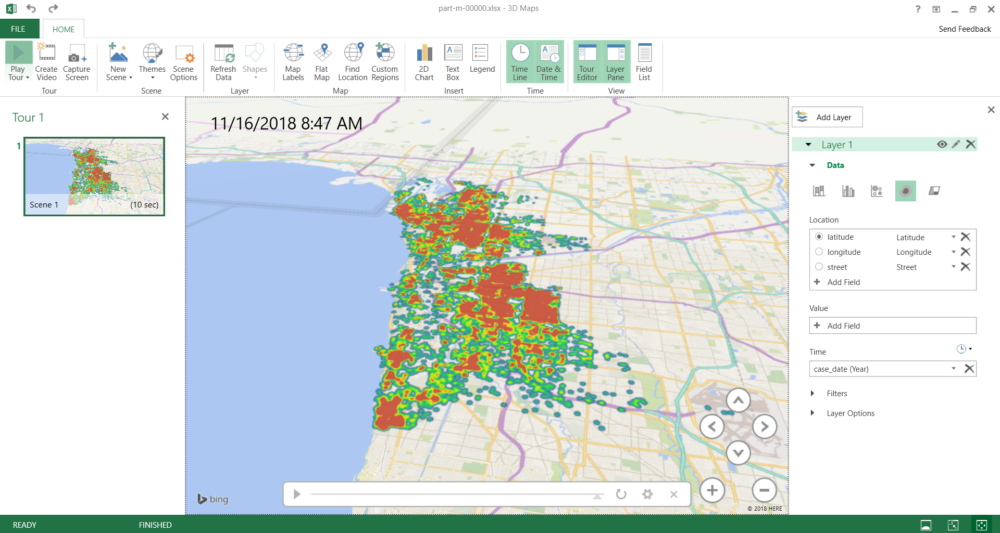 part-m-00000.xlsx - 3D Maps
?
FILE
HOME
Send Feedback
Play Tour
Create Video
Capture Screen
New Scene
Themes
Scene Options
Refresh Data
Shapes
Map Labels
Flat Map
Find Location
Custom Regions
2D Chart
Text Box
Legend
Time Line
Date & Time
Tour Editor
Layer Pane
Field List
Tour
Scene
Layer
Map
Insert
Time
View
Tour 1
1
Scene 1
(10 sec)
11/16/2018 8:47 AM
bing
© 2018 HERE
Add Layer
Layer 1
Data
Location
latitude
Latitude
longitude
Longitude
street
Street
Add Field
Value
Add Field
Time
case_date (Year)
Filters
Layer Options
READY
FINISHED